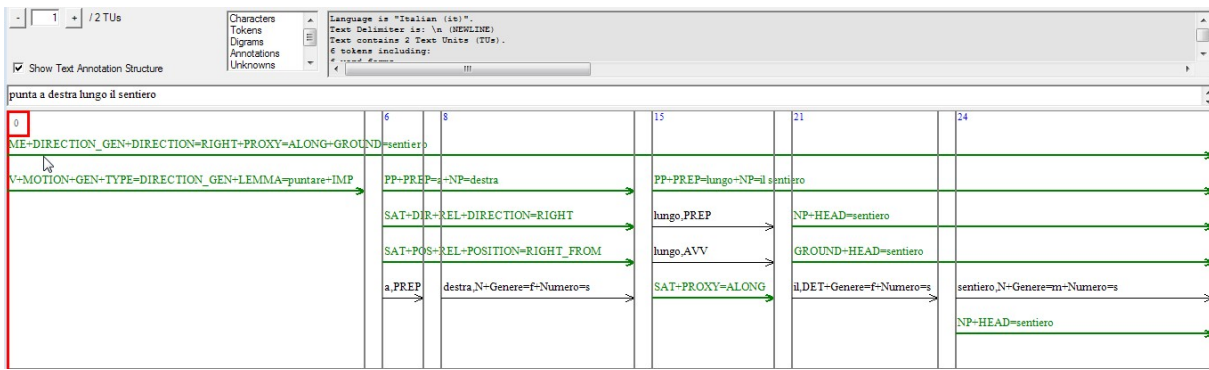 - 1 + / 2 TUs
Show Text Annotation Structure
Characters
Tokens
Digrams
Annotations
Unknowns
Language is "Italian (it)".
Text Delimiter is: \n (NEWLINE)
Text contains 2 Text Units (TUs).
6 tokens including:
punta a destra lungo il sentiero
0 6 8 15 21 24
ME+DIRECTION_GEN+DIRECTION=RIGHT+PROXY=ALONG+GROUND=sentiero
V+MOTION+GEN+TYPE=DIRECTION_GEN+LEMMA=puntare+IMP PP+PREP=a+NP=destra PP+PREP=lungo+NP=il sentiero
SAT+DIR+REL+DIRECTION=RIGHT lungo,PREP NP+HEAD=sentiero
SAT+POS+REL+POSITION=RIGHT_FROM lungo,AVV GROUND+HEAD=sentiero
a,PREP destra,N+Genere=f+Numero=s SAT+PROXY=ALONG il,DET+Genere=f+Numero=s sentiero,N+Genere=m+Numero=s
NP+HEAD=sentiero